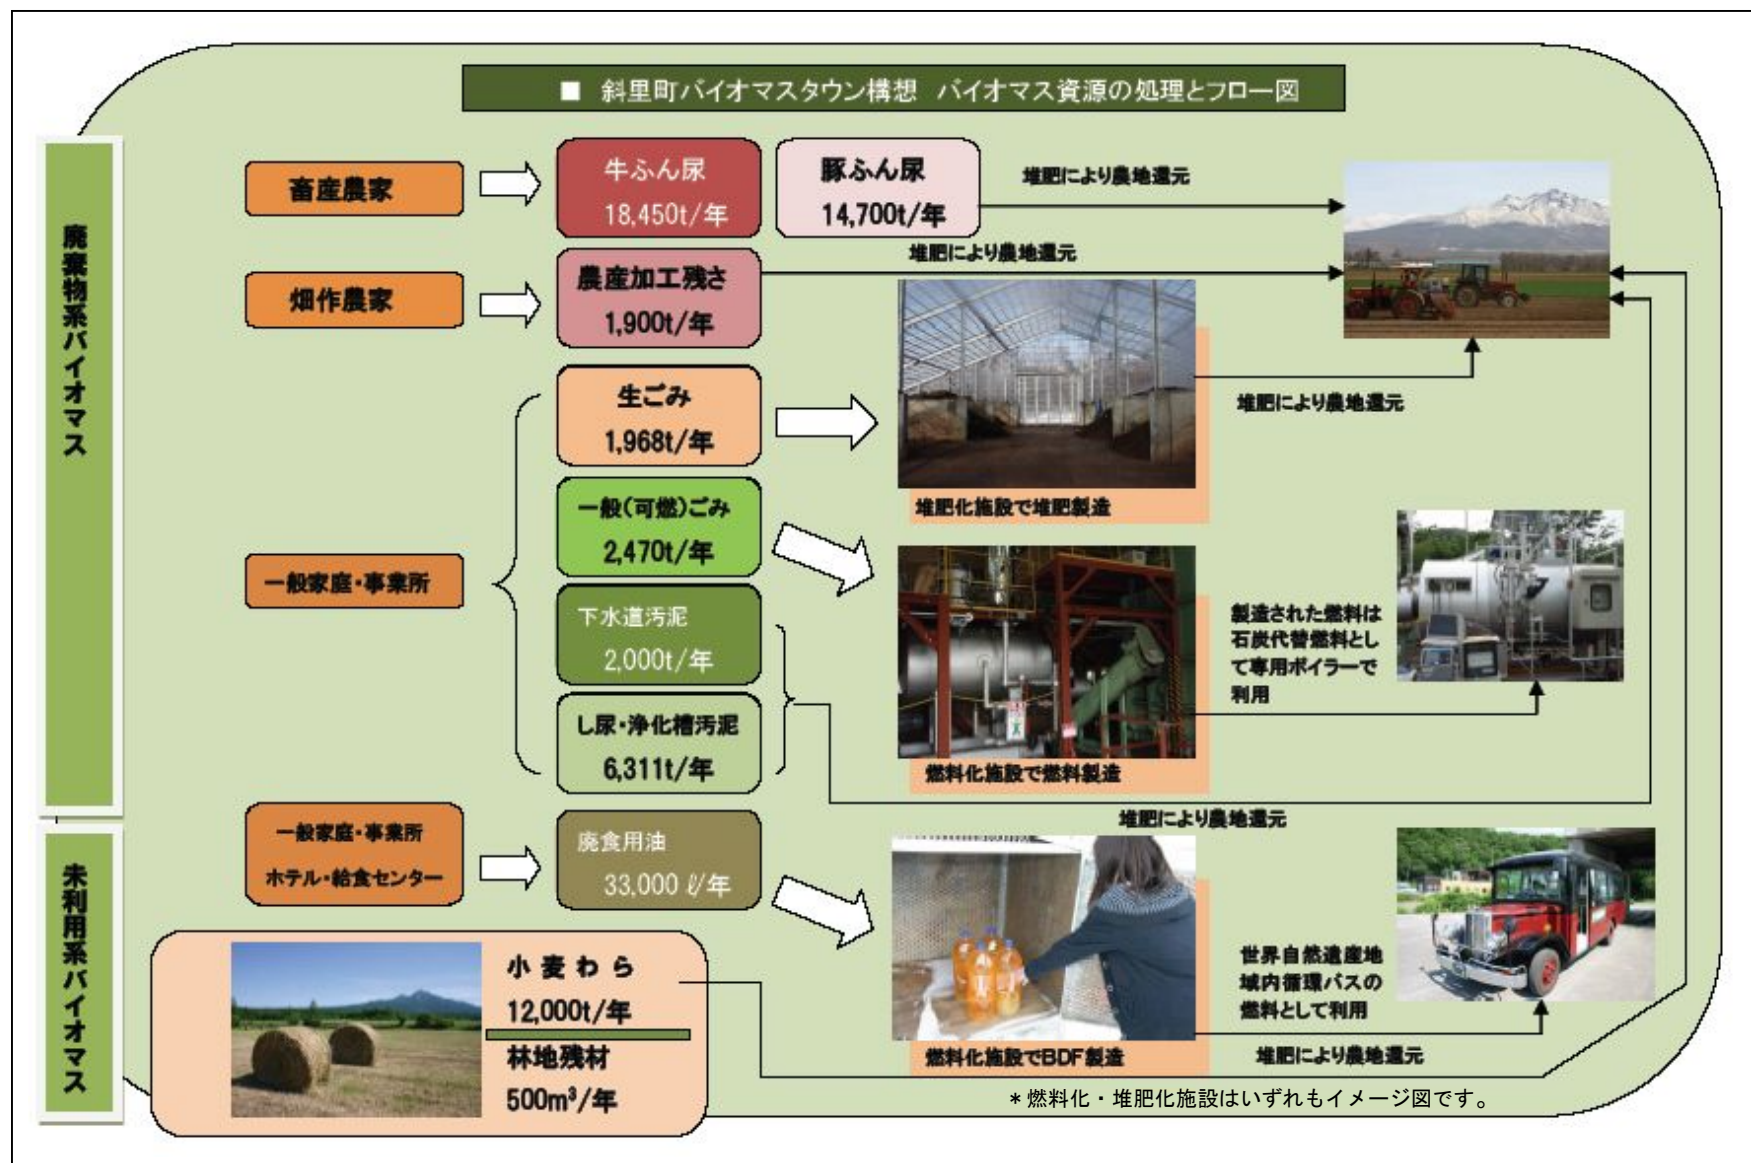 ■ 斜里町バイオマスタウン構想 バイオマス資源の処理とフロー図
廃棄物系バイオマス
畜産農家
牛ふん尿
18,450t/年
豚ふん尿
14,700t/年
堆肥により農地還元
畑作農家
農産加工残さ
1,900t/年
堆肥により農地還元
一般家庭・事業所
生ごみ
1,968t/年
堆肥化施設で堆肥製造
堆肥により農地還元
一般(可燃)ごみ
2,470t/年
燃料化施設で燃料製造
製造された燃料は
石炭代替燃料とし
て専用ボイラーで
利用
下水道汚泥
2,000t/年
し尿・浄化槽汚泥
6,311t/年
堆肥により農地還元
一般家庭・事業所
ホテル・給食センター
廃食用油
33,000 ℓ/年
燃料化施設でBDF製造
世界自然遺産地
域内循環バスの
燃料として利用
未利用系バイオマス
小麦わら
12,000t/年
林地残材
500m³/年
堆肥により農地還元
＊燃料化・堆肥化施設はいずれもイメージ図です。